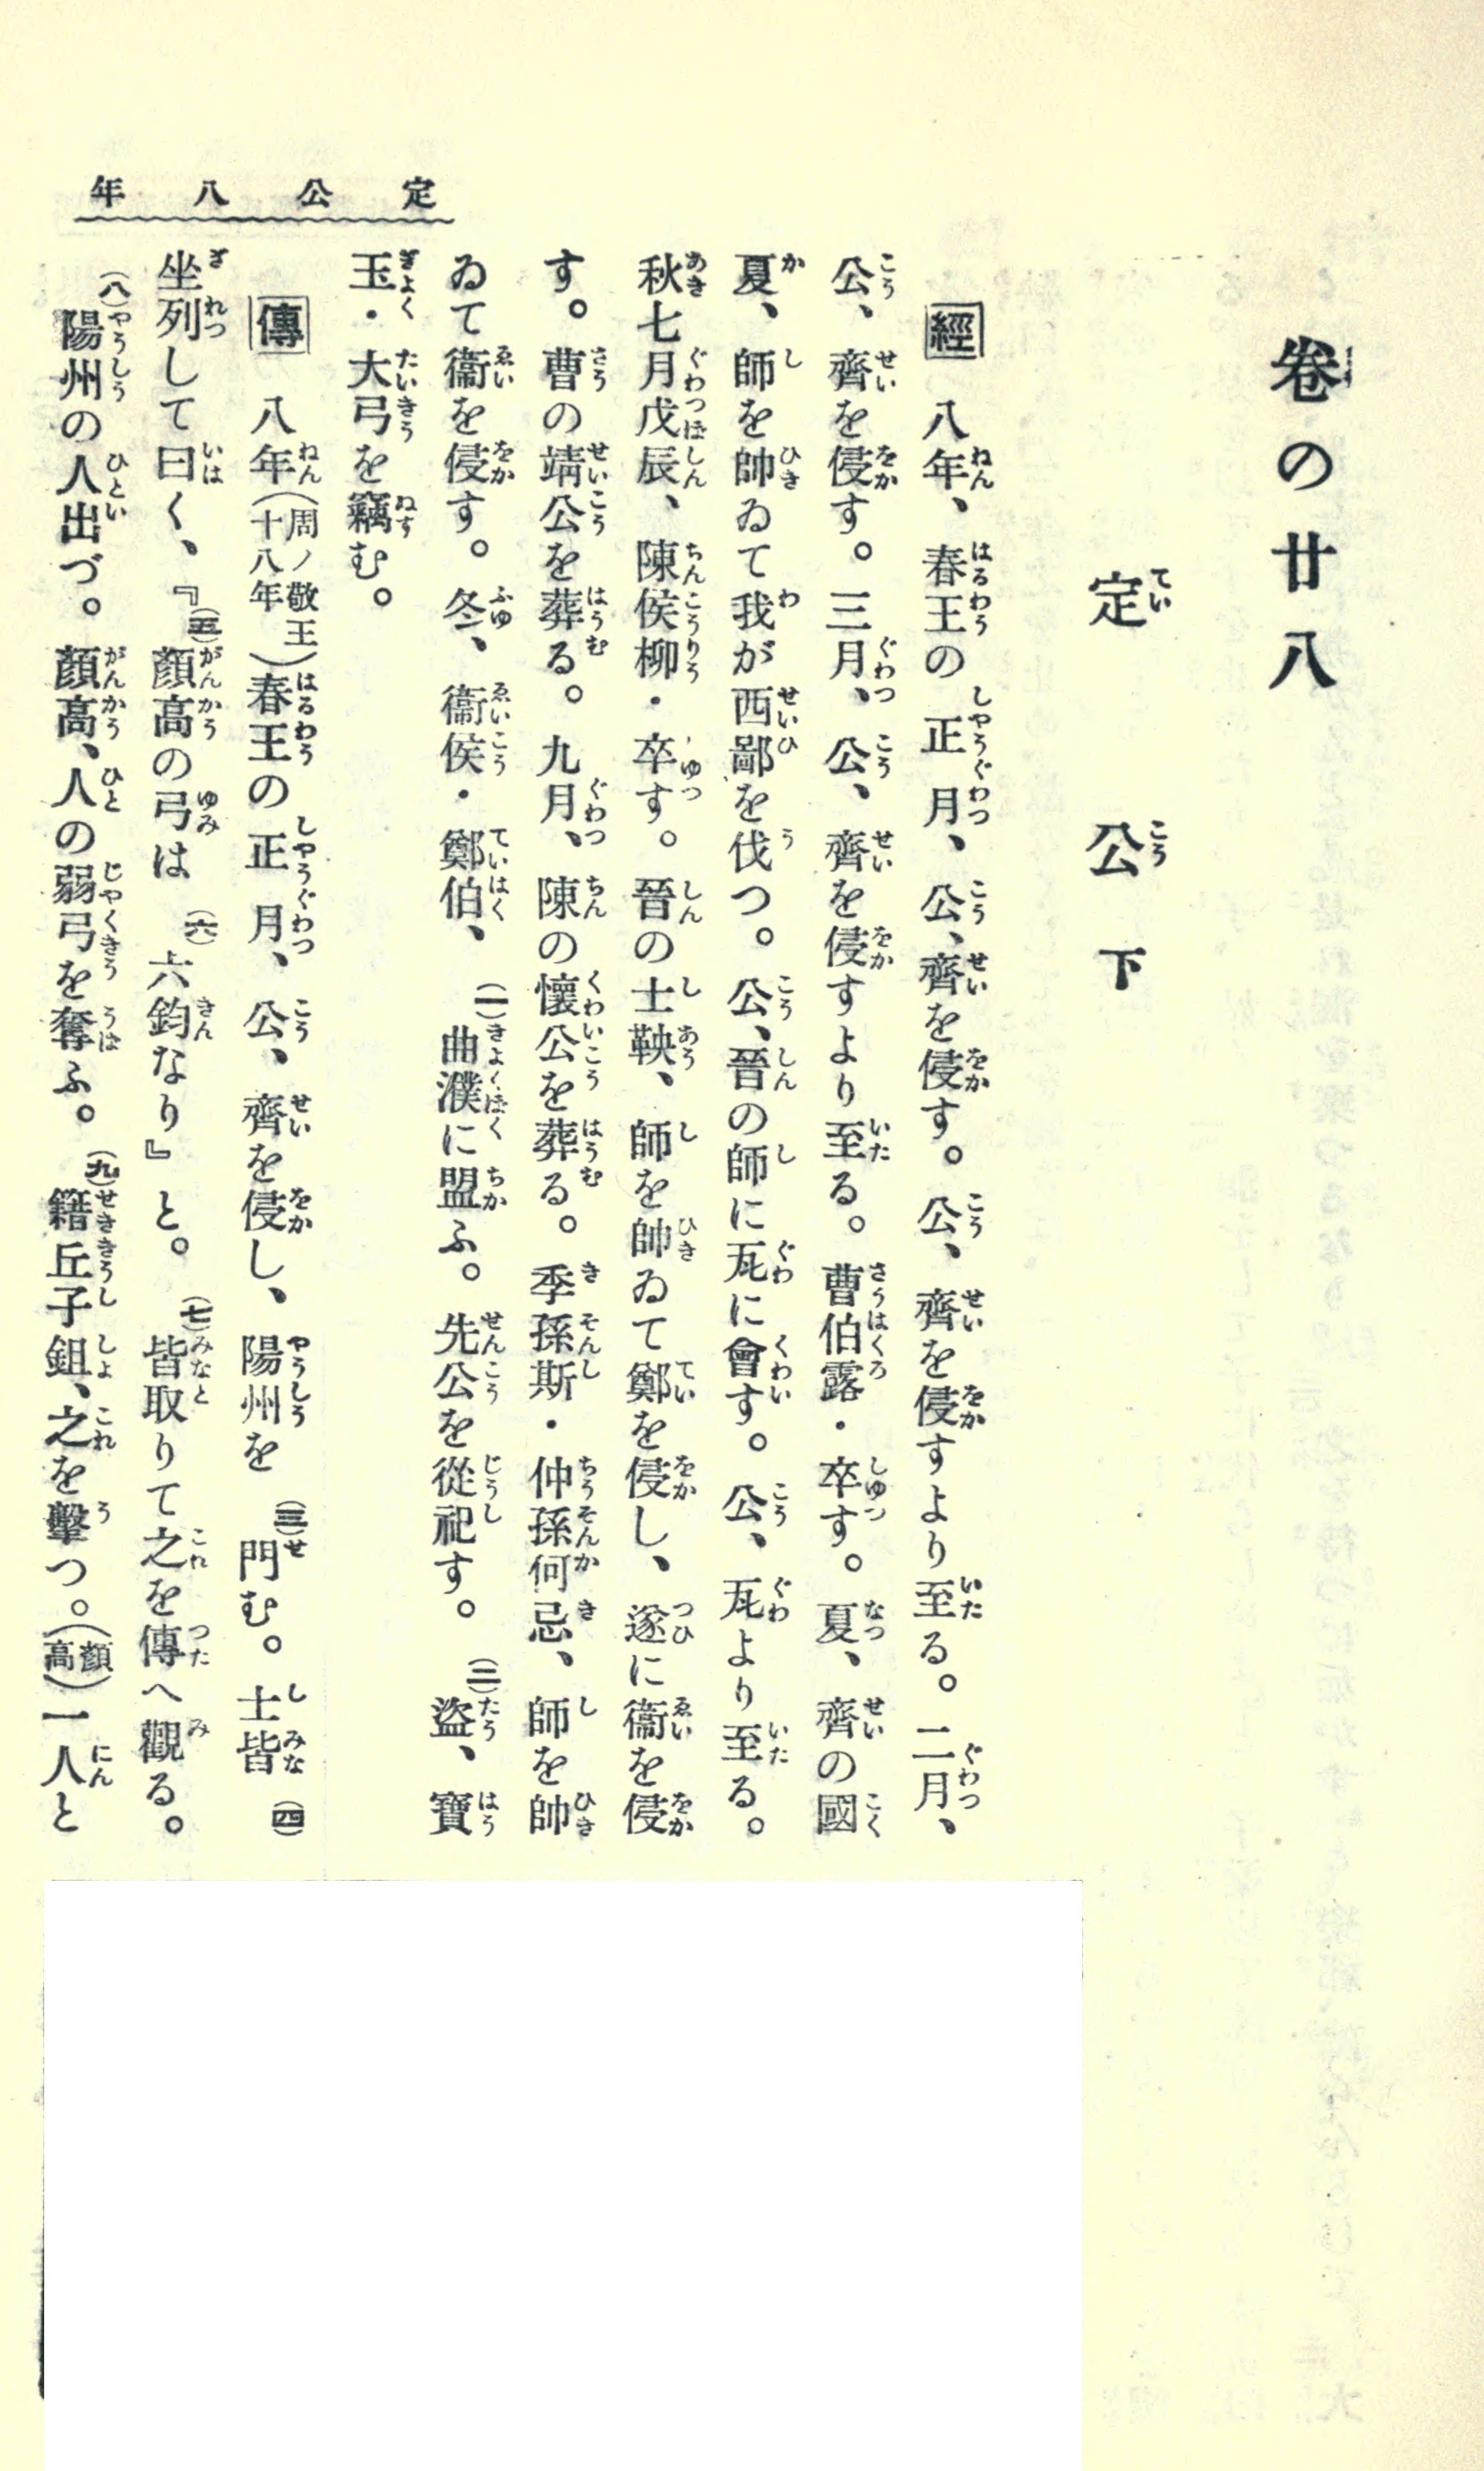 卷の廿八
定公下
定公八年
經　八年、春王の正月、公、齊を侵す。公、齊を侵すより至る。二月、
公、齊を侵す。三月、公、齊を侵すより至る。曹伯露・卒す。夏、齊の國
夏、師を帥ゐて我が西鄙を伐つ。公、晉の師に瓦に會す。公、瓦より至る。
秋七月戊辰、陳侯柳・卒す。晉の士鞅、師を帥ゐて鄭を侵し、遂に衞を侵
す。曹の靖公を葬る。九月、陳の懷公を葬る。季孫斯・仲孫何忌、師を帥
ゐて衞を侵す。冬、衞侯・鄭伯、(一)曲濮に盟ふ。先公を從祀す。(二)盜、寶
玉・大弓を竊む。
傳　八年(周ノ敬王十八年)春王の正月、公、齊を侵し、陽州を(三)門む。士皆(四)
坐列して曰く、『(五)顏高の弓は(六)六鈞なり』と。(七)皆取りて之を傳へ觀る。
(八)陽州の人出づ。顏高、人の弱弓を奪ふ。(九)籍丘子鉏、之を擊つ。(顏高)一人と